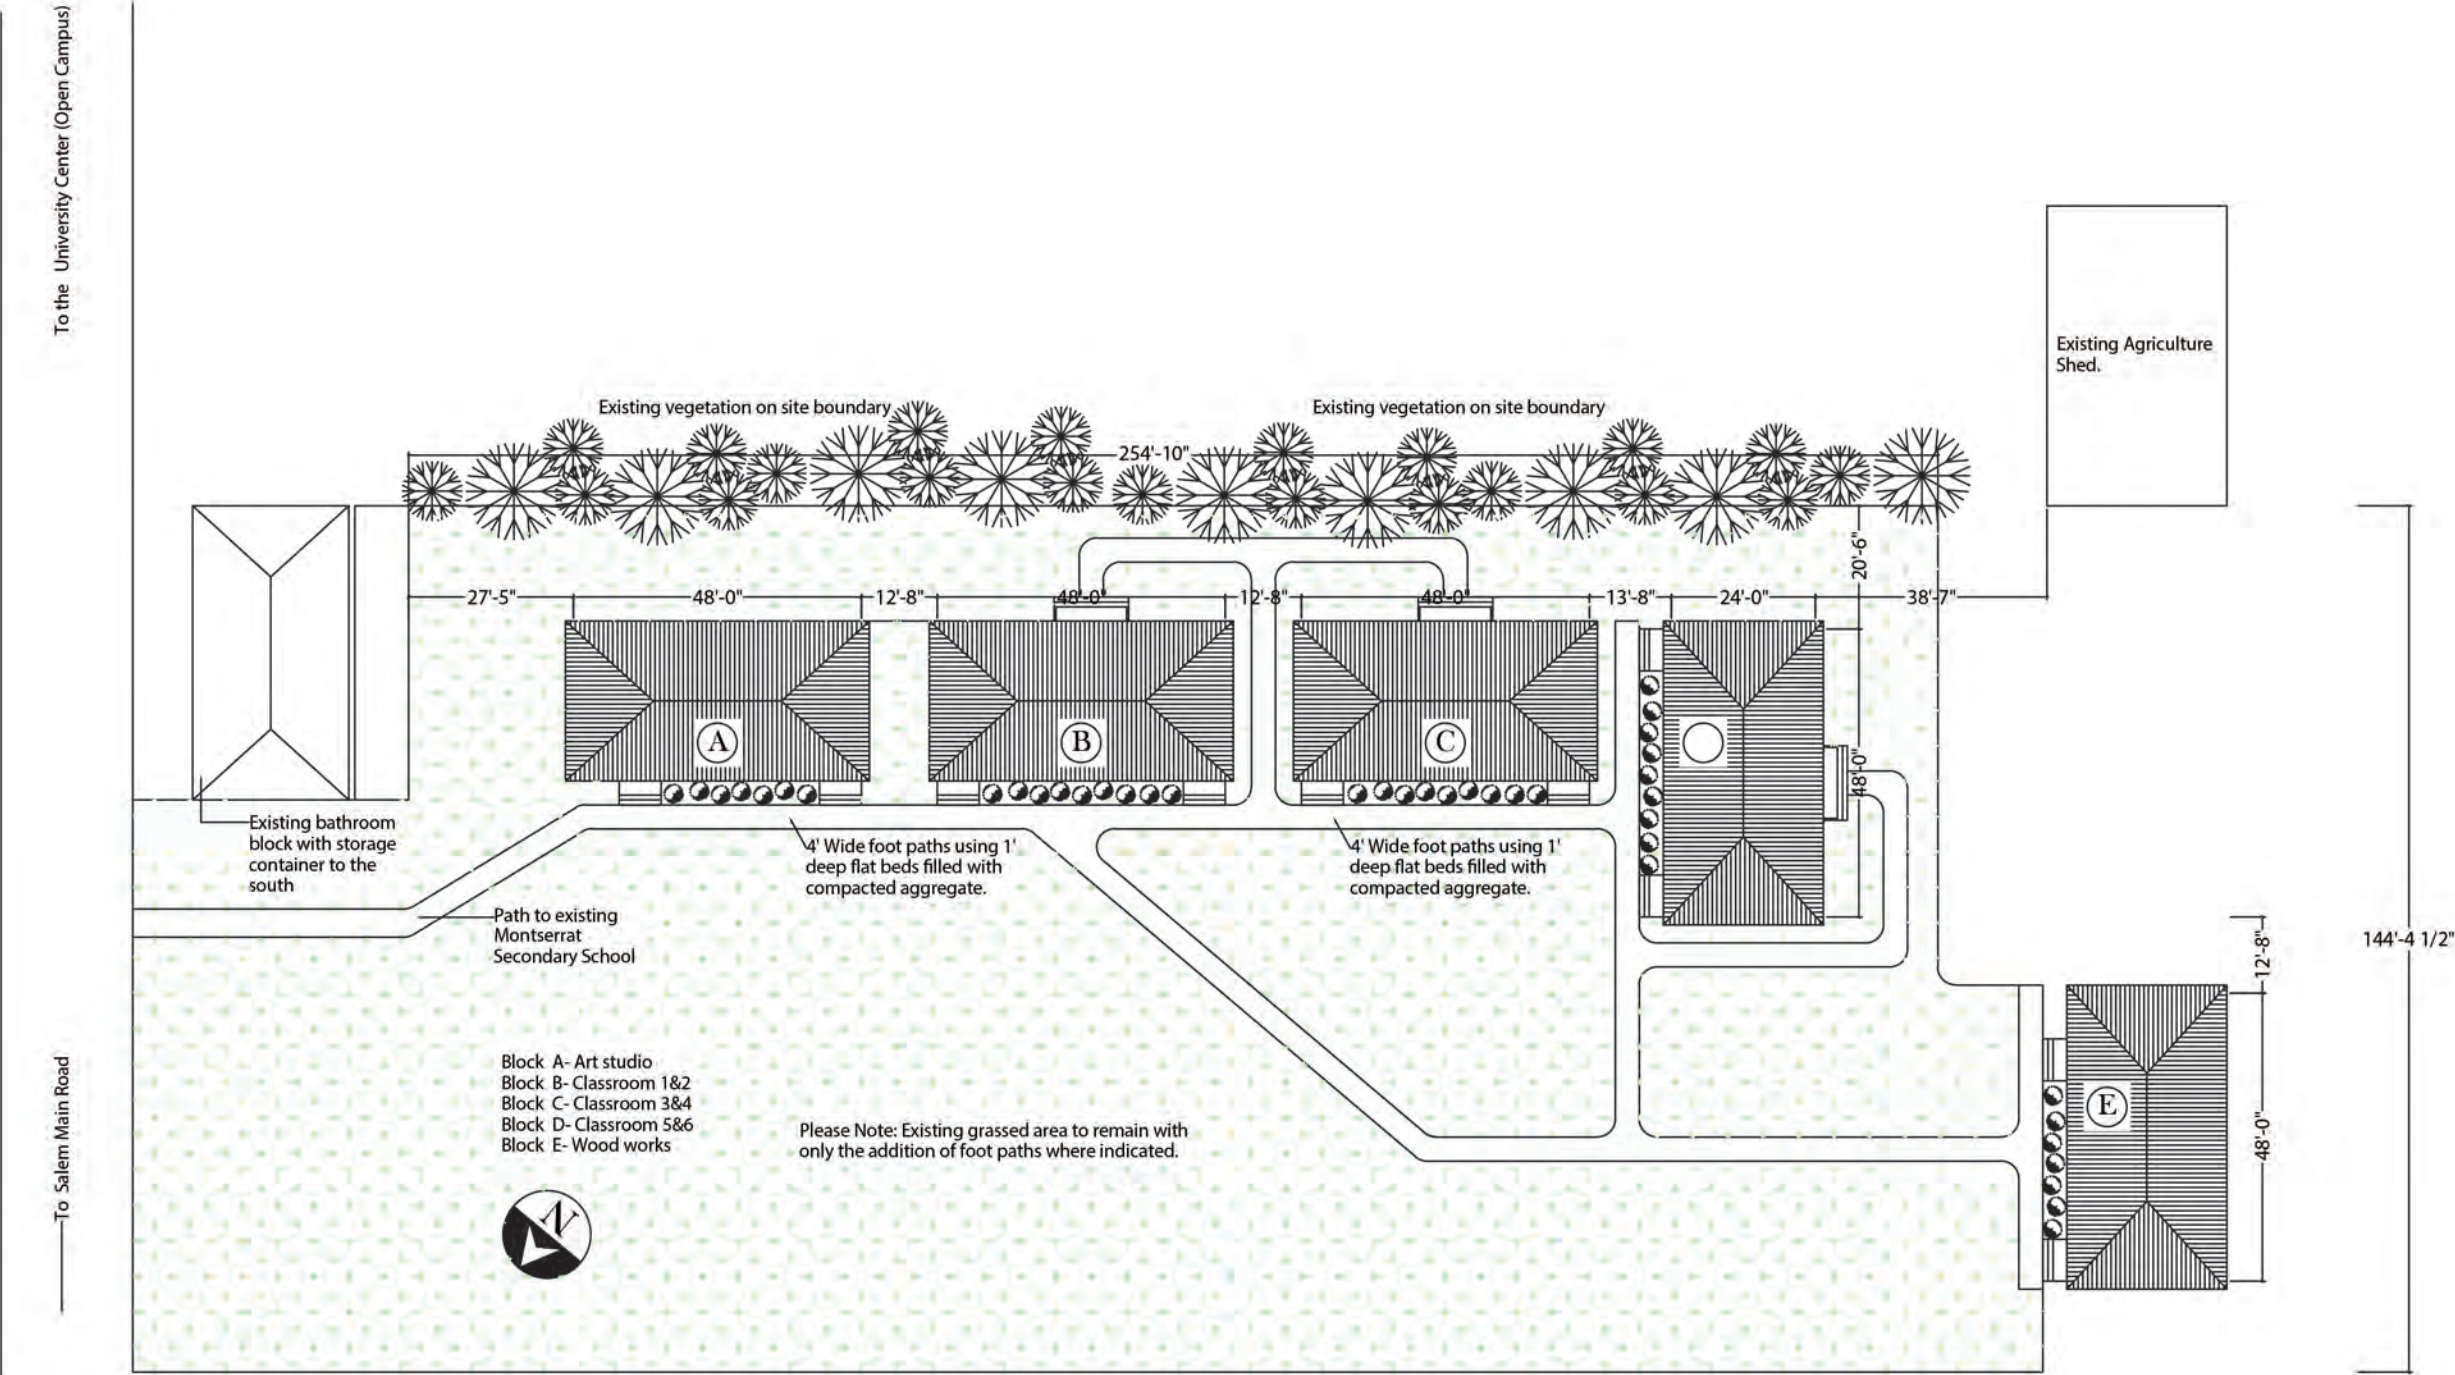 To the University Center (Open Campus)
To Salem Main Road
Existing Agriculture
Shed.
Existing vegetation on site boundary
Existing vegetation on site boundary
254'-10"
20'-6"
27'-5"
48'-0"
12'-8"
48'-0"
12'-8"
48'-0"
13'-8"
24'-0"
38'-7"
A
B
C
48'-0"
Existing bathroom
block with storage
container to the
south
4' Wide foot paths using 1'
deep flat beds filled with
compacted aggregate.
4' Wide foot paths using 1'
deep flat beds filled with
compacted aggregate.
Path to existing
Montserrat
Secondary School
12'-8"
144'-4 1/2"
Block A- Art studio
Block B- Classroom 1&2
Block C- Classroom 3&4
Block D- Classroom 5&6
Block E- Wood works
Please Note: Existing grassed area to remain with
only the addition of foot paths where indicated.
E
48'-0"
N